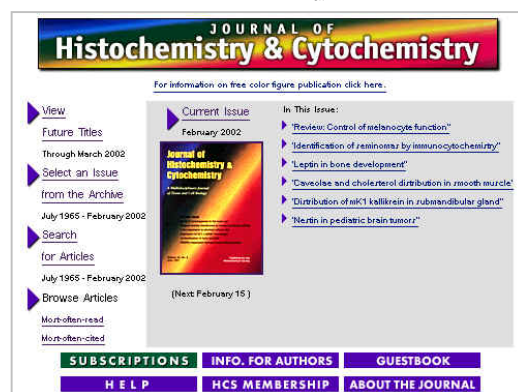 JOURNAL OF
Histochemistry & Cytochemistry
For information on free color figure publication click here.
View
Future Titles
Through March 2002
Select an Issue
from the Archive
July 1965 - February 2002
Search
for Articles
July 1965 - February 2002
Browse Articles
Most-often-read
Most-often-cited
Current Issue
February 2002
Journal of
Histochemistry &
Cytochemistry
(Next: February 15 )
In This Issue:
"Review: Control of melanocyte function"
"Identification of seminomas by immunocytochemistry"
"Leptin in bone development"
"Caveolae and cholesterol distribution in smooth muscle"
"Distribution of mK1 kallikrein in submandibular gland"
"Nestin in pediatric brain tumors"
SUBSCRIPTIONS INFO. FOR AUTHORS GUESTBOOK
HELP HCS MEMBERSHIP ABOUT THE JOURNAL